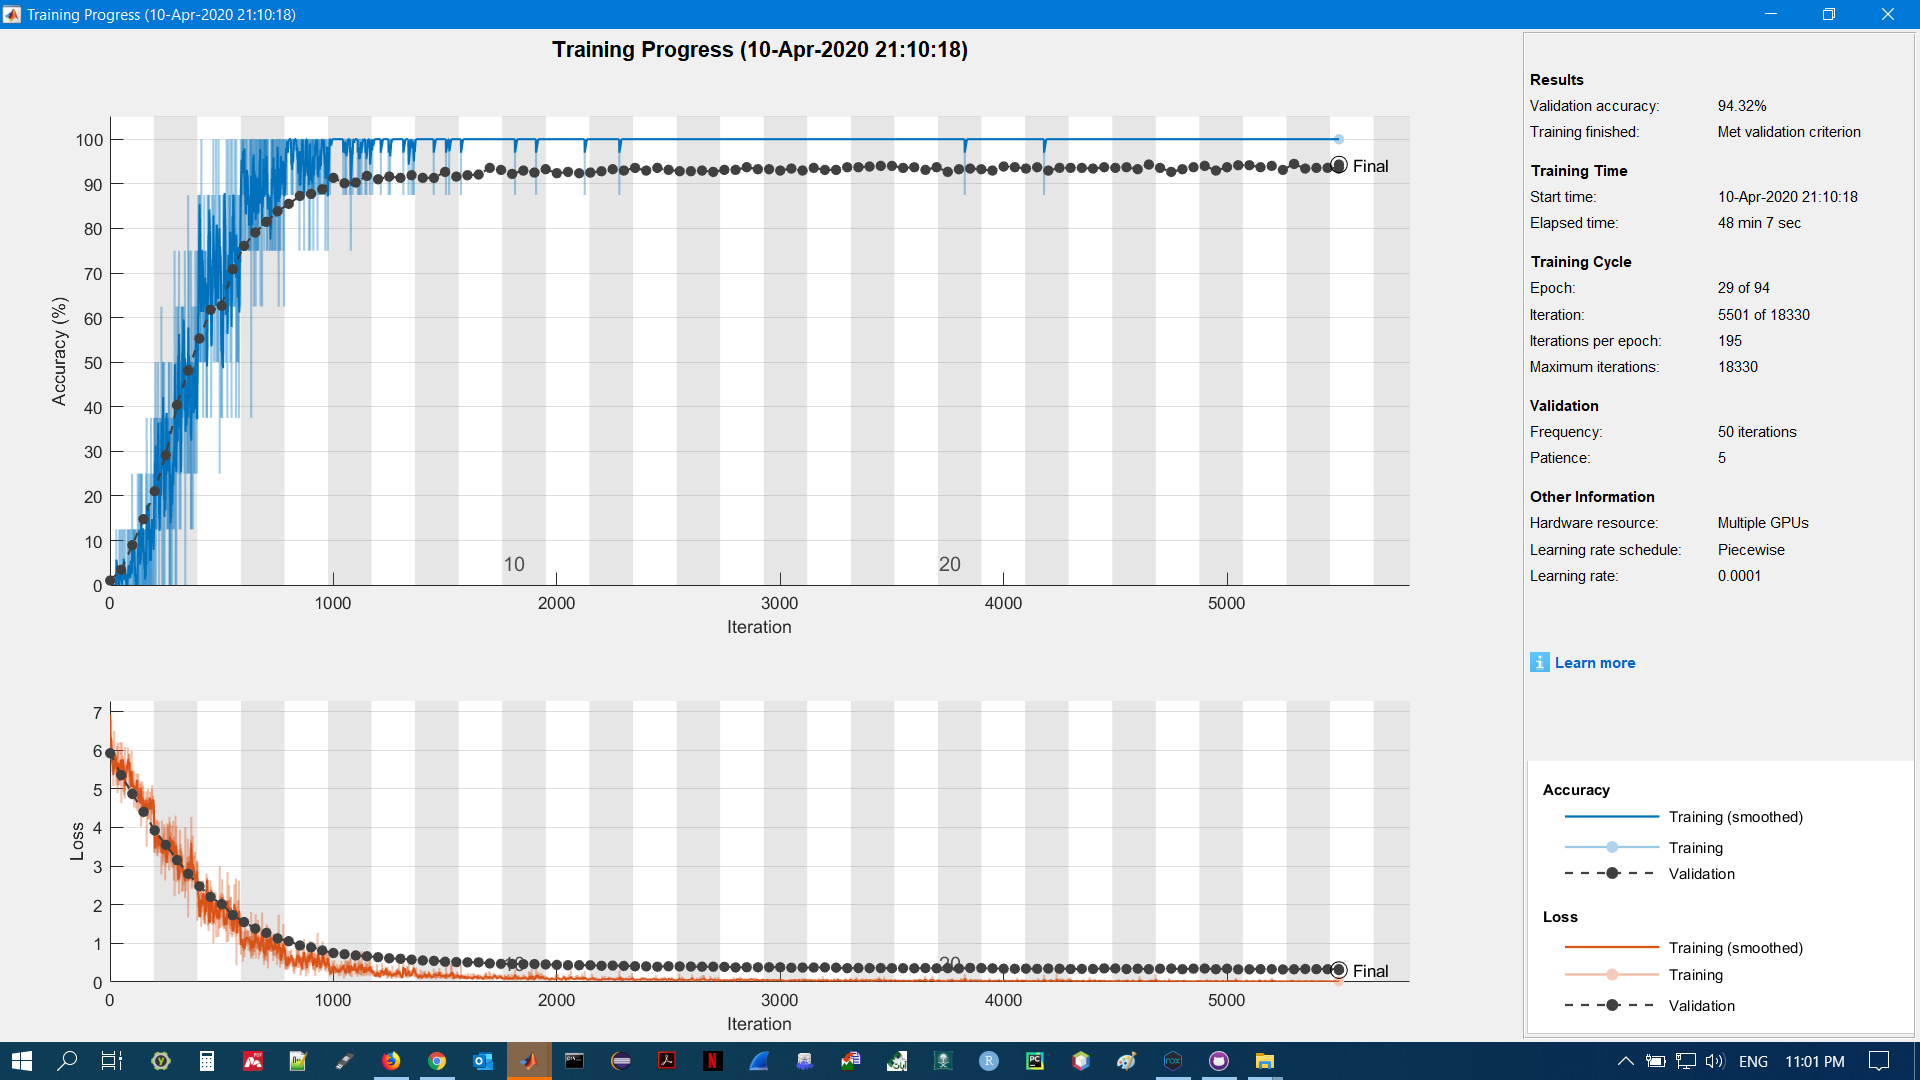 Training Progress (10-Apr-2020 21:10:18)
Training Progress (10-Apr-2020 21:10:18)
100
90
80
70
60
50
40
30
20
10
0
Accuracy (%)
10
20
Final
0
1000
2000
3000
4000
5000
Iteration
7
6
5
4
3
2
1
0
Loss
10
20
Final
0
1000
2000
3000
4000
5000
Iteration
Results
Validation accuracy: 94.32%
Training finished: Met validation criterion
Training Time
Start time: 10-Apr-2020 21:10:18
Elapsed time: 48 min 7 sec
Training Cycle
Epoch: 29 of 94
Iteration: 5501 of 18330
Iterations per epoch: 195
Maximum iterations: 18330
Validation
Frequency: 50 iterations
Patience: 5
Other Information
Hardware resource: Multiple GPUs
Learning rate schedule: Piecewise
Learning rate: 0.0001
Learn more
Accuracy
Training (smoothed)
Training
Validation
Loss
Training (smoothed)
Training
Validation
ENG
11:01 PM